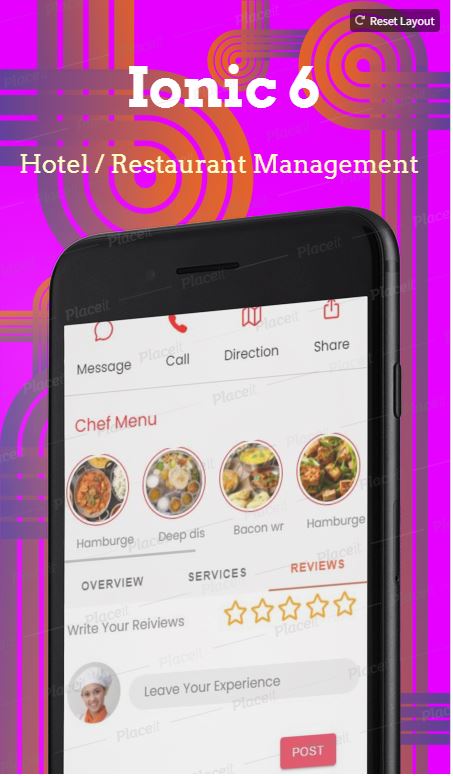 Reset Layout
Ionic 6
Hotel / Restaurant Management
Placeit
Message Call Direction Share
Chef Menu
Hamburge Deep dis Bacon wr Hamburge
OVERVIEW SERVICES REVIEWS
Write Your Reiviews
Leave Your Experience
POST